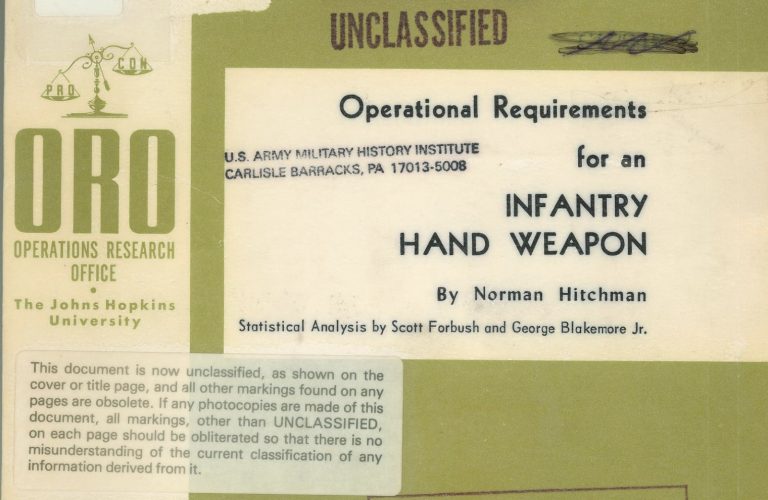 UNCLASSIFIED
PRO
CON
ORO
OPERATIONS RESEARCH
OFFICE
•
The Johns Hopkins
University
Operational Requirements
U.S. ARMY MILITARY HISTORY INSTITUTE
CARLISLE BARRACKS, PA 17013-5008
for an
INFANTRY
HAND WEAPON
By Norman Hitchman
Statistical Analysis by Scott Forbush and George Blakemore Jr.
This document is now unclassified, as shown on the
cover or title page, and all other markings found on any
pages are obsolete. If any photocopies are made of this
document, all markings, other than UNCLASSIFIED,
on each page should be obliterated so that there is no
misunderstanding of the current classification of any
information derived from it.